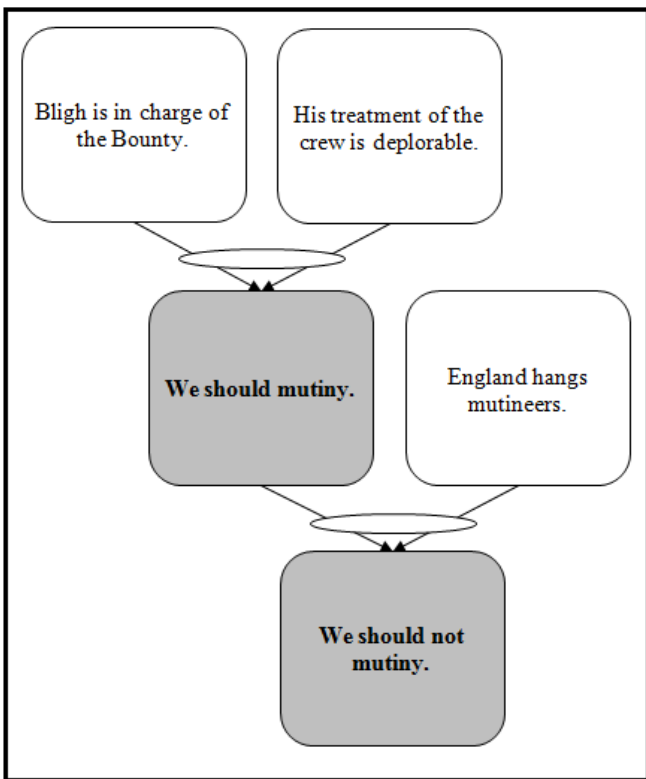 Bligh is in charge of
the Bounty.
His treatment of the
crew is deplorable.
We should mutiny.
England hangs
mutineers.
We should not
mutiny.